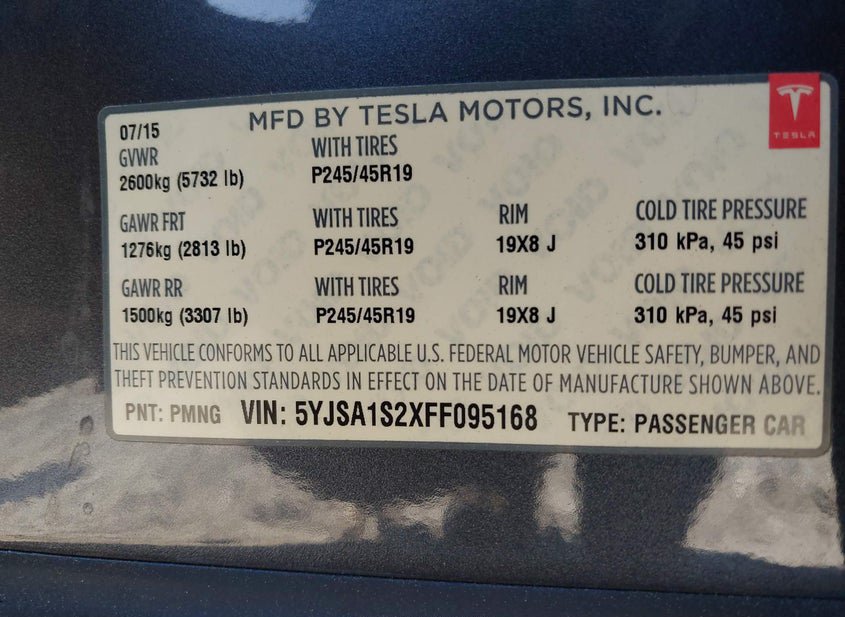 07/15 MFD BY TESLA MOTORS, INC.
TESLA
GVWR WITH TIRES
2600kg (5732 lb) P245/45R19
GAWR FRT WITH TIRES RIM COLD TIRE PRESSURE
1276kg (2813 lb) P245/45R19 19X8 J 310 kPa, 45 psi
GAWR RR WITH TIRES RIM COLD TIRE PRESSURE
1500kg (3307 lb) P245/45R19 19X8 J 310 kPa, 45 psi
THIS VEHICLE CONFORMS TO ALL APPLICABLE U.S. FEDERAL MOTOR VEHICLE SAFETY, BUMPER, AND
THEFT PREVENTION STANDARDS IN EFFECT ON THE DATE OF MANUFACTURE SHOWN ABOVE.
PNT: PMNG VIN: 5YJSA1S2XFF095168 TYPE: PASSENGER CAR